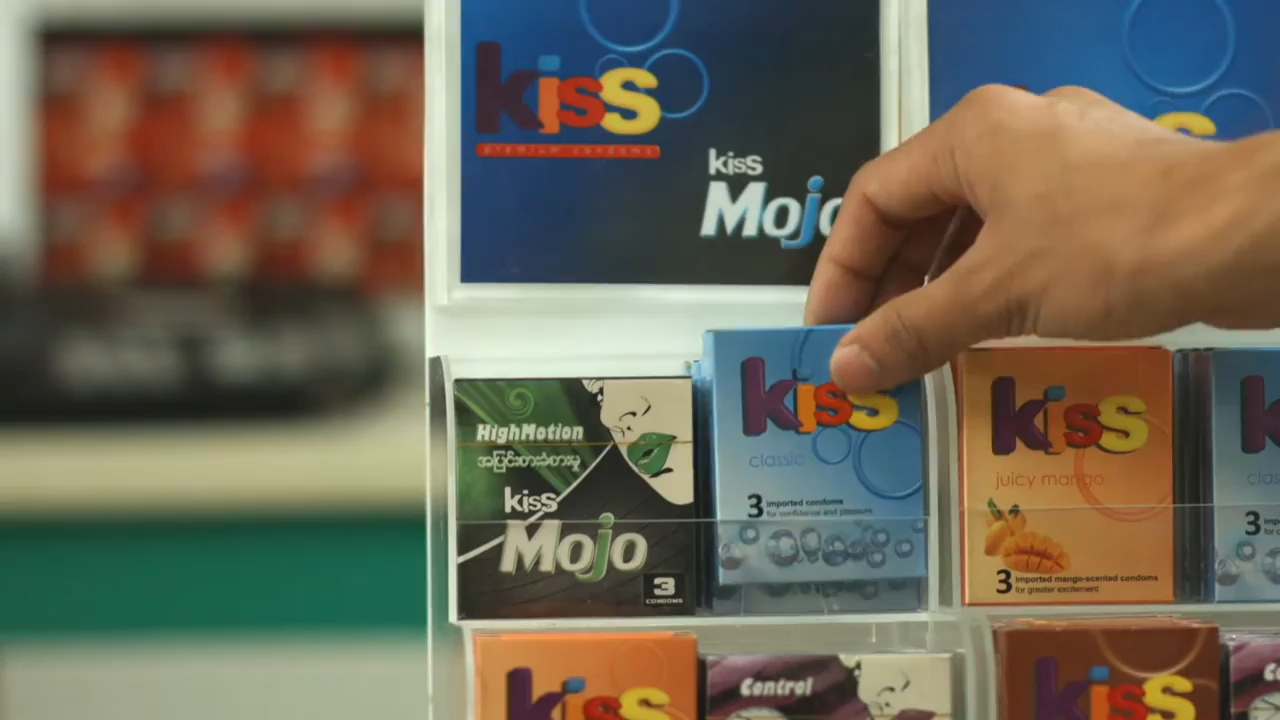 kiss
premium condoms
kiss
Mojo
HighMotion
အပြင်းစားခံစားမှု
kiss
Mojo
3
CONDOMS
kiss
classic
3 imported condoms
for confidence and pleasure
kiss
juicy mango
3 imported mango-scented condoms
for greater excitement
3
kiss
Control
kiss